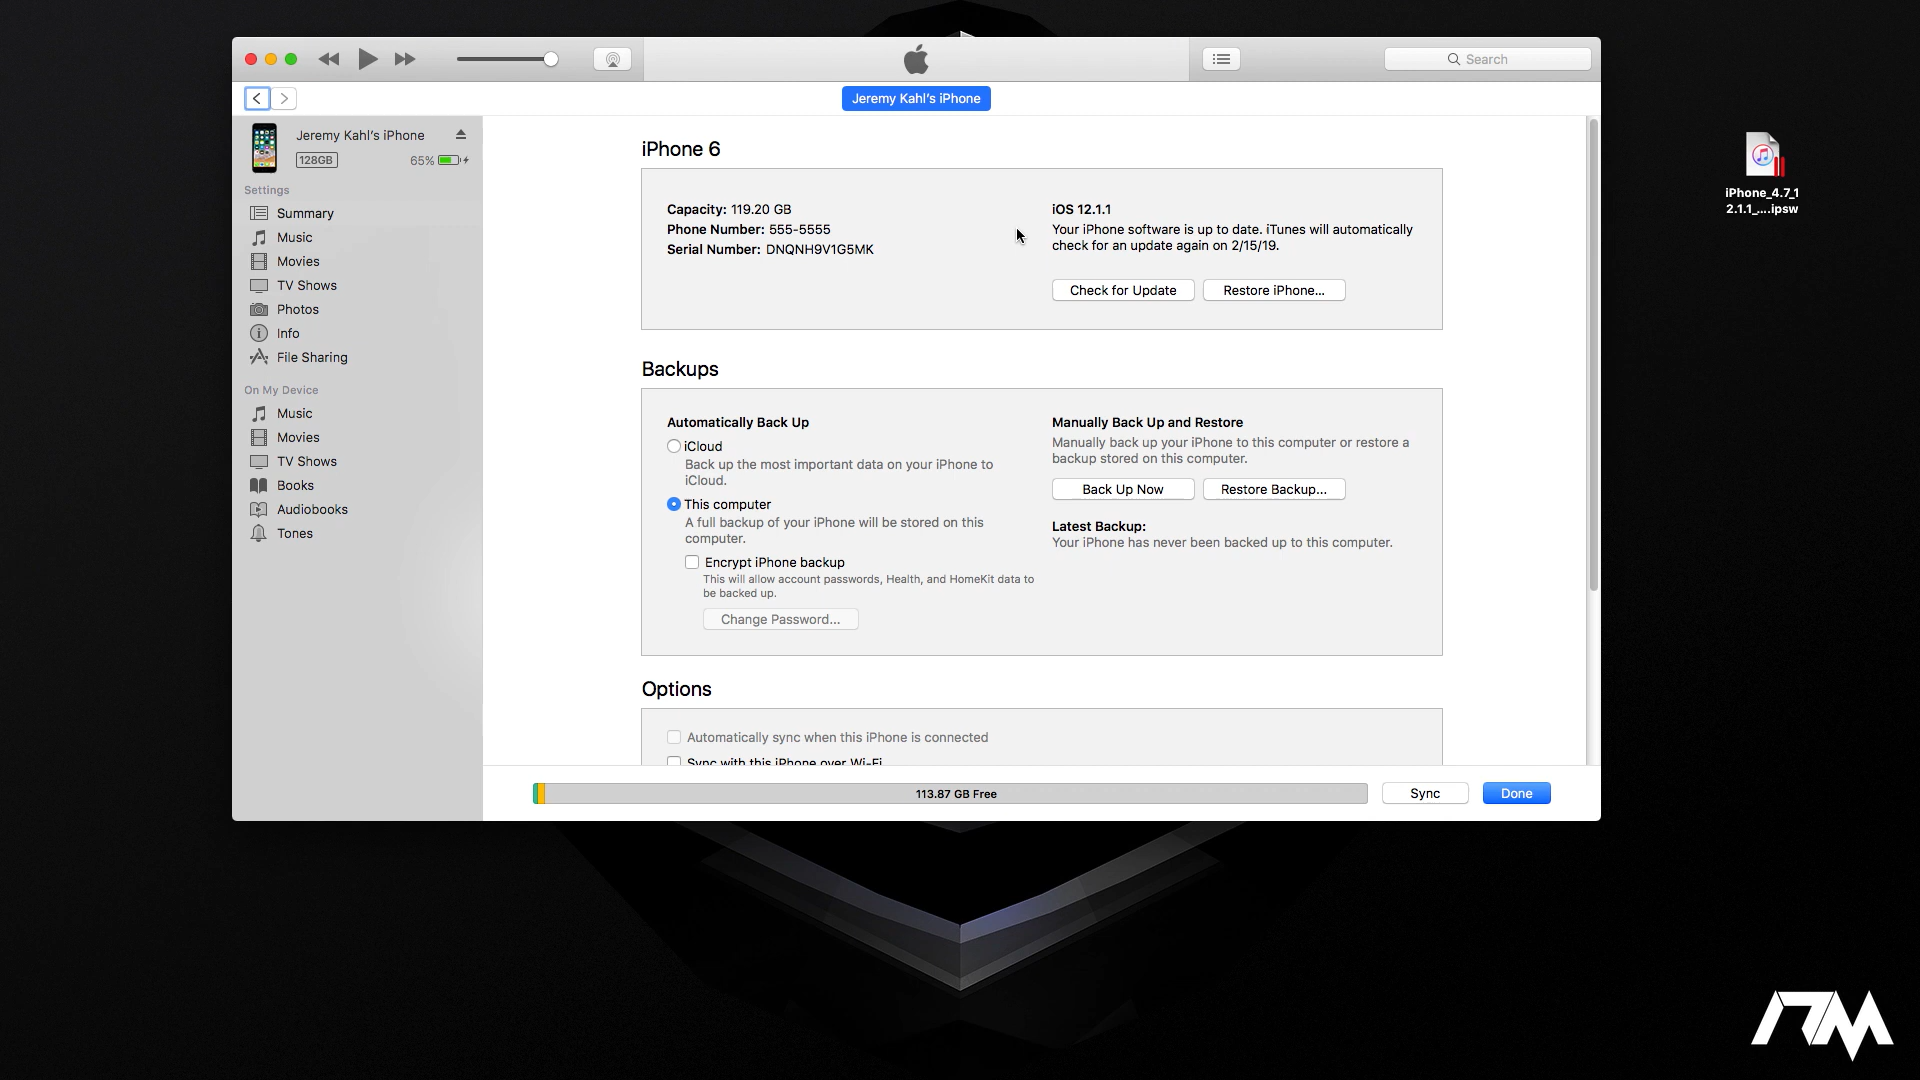 Search
Jeremy Kahl's iPhone
Jeremy Kahl's iPhone
128GB
65%
Settings
Summary
Music
Movies
TV Shows
Photos
Info
File Sharing
On My Device
Music
Movies
TV Shows
Books
Audiobooks
Tones
iPhone 6
Capacity: 119.20 GB
Phone Number: 555-5555
Serial Number: DNQNH9V1G5MK
iOS 12.1.1
Your iPhone software is up to date. iTunes will automatically
check for an update again on 2/15/19.
Check for Update
Restore iPhone...
Backups
Automatically Back Up
iCloud
Back up the most important data on your iPhone to
iCloud.
This computer
A full backup of your iPhone will be stored on this
computer.
Encrypt iPhone backup
This will allow account passwords, Health, and HomeKit data to
be backed up.
Change Password...
Manually Back Up and Restore
Manually back up your iPhone to this computer or restore a
backup stored on this computer.
Back Up Now
Restore Backup...
Latest Backup:
Your iPhone has never been backed up to this computer.
Options
Automatically sync when this iPhone is connected
Sync with this iPhone over Wi-Fi
113.87 GB Free
Sync
Done
iPhone_4.7_1
2.1.1_....ipsw